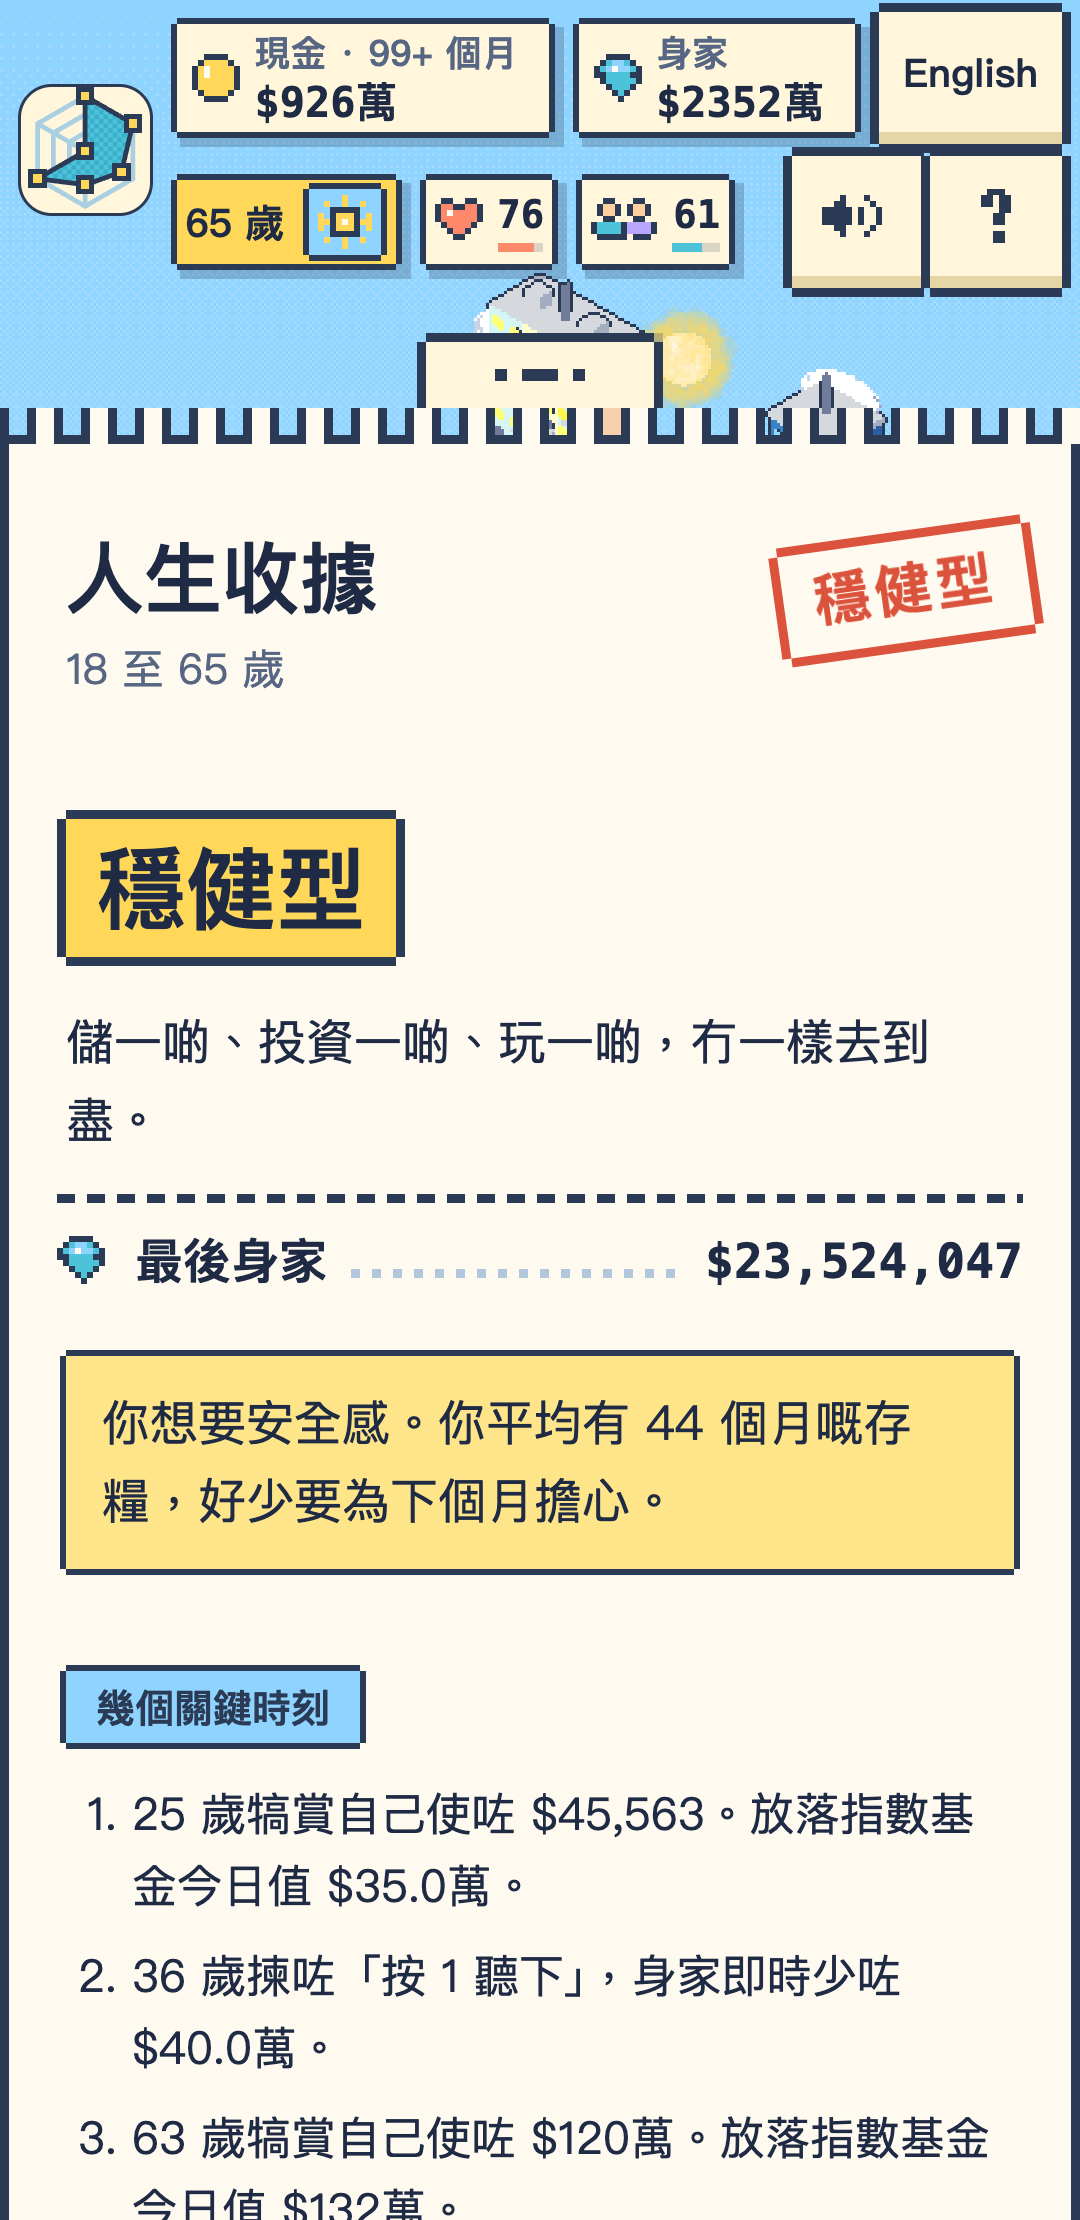 現金 · 99+ 個月
$926萬
身家
$2352萬
English
65 歲
76
61
?
人生收據
穩健型
18 至 65 歲
穩健型
儲一啲、投資一啲、玩一啲，冇一樣去到
盡。
最後身家 $23,524,047
你想要安全感。你平均有 44 個月嘅存
糧，好少要為下個月擔心。
幾個關鍵時刻
1. 25 歲犒賞自己使咗 $45,563。放落指數基
金今日值 $35.0萬。
2. 36 歲揀咗「按 1 聽下」，身家即時少咗
$40.0萬。
3. 63 歲犒賞自己使咗 $120萬。放落指數基金
今日值 $132萬。